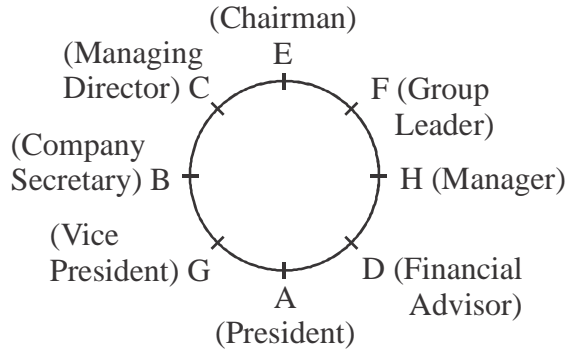 (Chairman)
E
(Managing
Director) C
F (Group
Leader)
(Company
Secretary) B
H (Manager)
(Vice
President) G
D (Financial
Advisor)
A
(President)